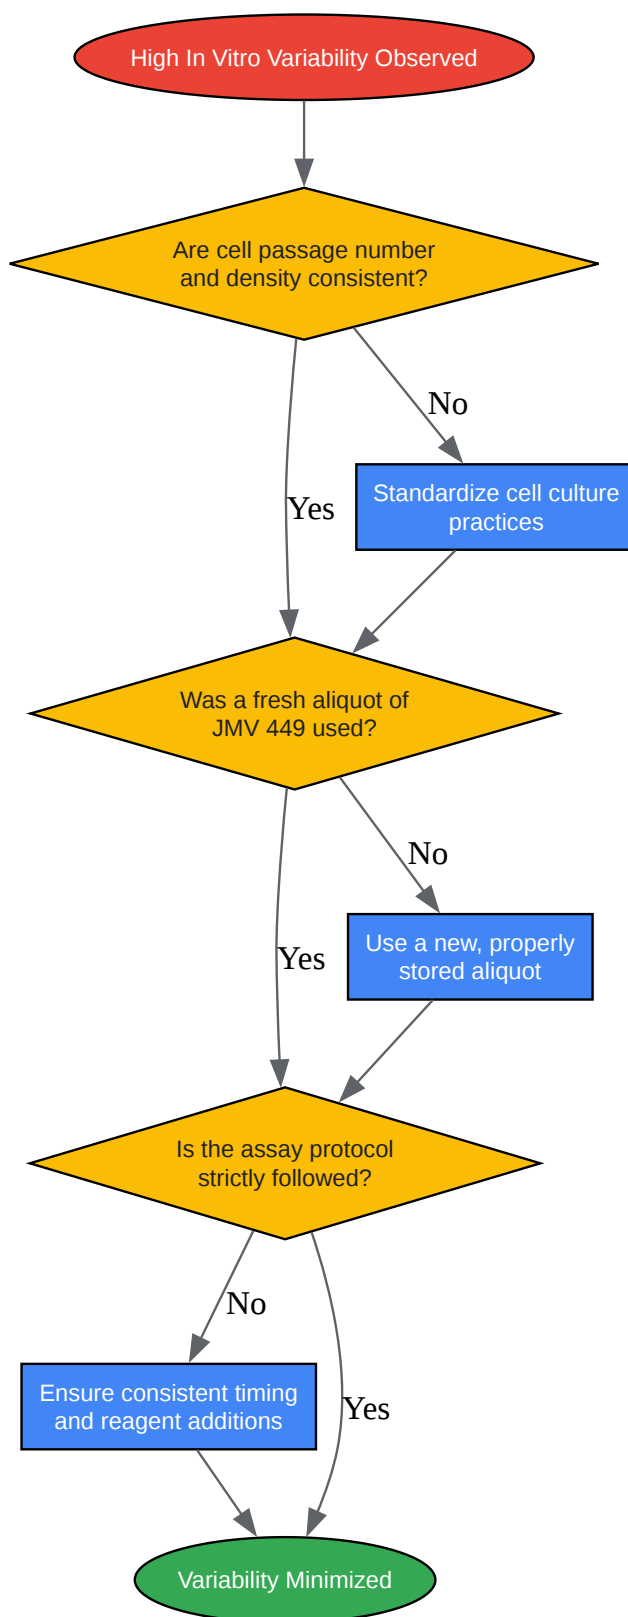 High In Vitro Variability Observed
Are cell passage number
and density consistent?
No
Standardize cell culture
practices
Yes
Was a fresh aliquot of
JMV 449 used?
No
Use a new, properly
stored aliquot
Yes
Is the assay protocol
strictly followed?
No
Ensure consistent timing
and reagent additions
Yes
Variability Minimized